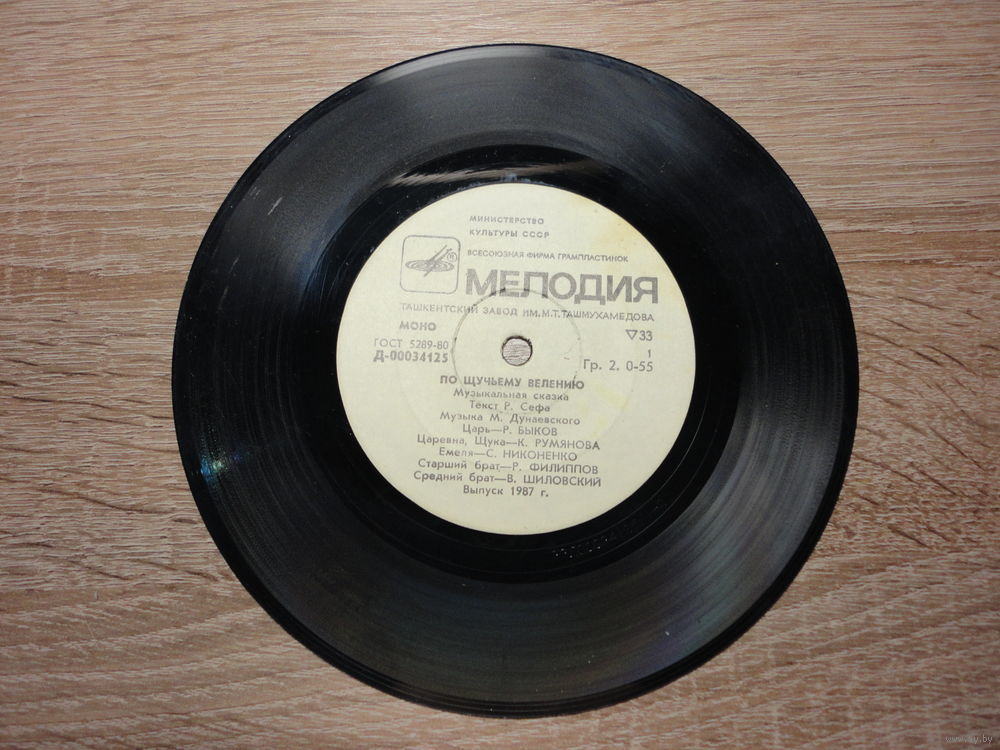 МИНИСТЕРСТВО
КУЛЬТУРЫ СССР
ВСЕСОЮЗНАЯ ФИРМА ГРАМПЛАСТИНОК
®
МЕЛОДИЯ
ТАШКЕНТСКИЙ ЗАВОД ИМ. М. Т. ТАШМУХАМЕДОВА
МОНО
▽33
ГОСТ 5289-80
1
Д-00034125
Гр. 2. 0-55
ПО ЩУЧЬЕМУ ВЕЛЕНИЮ
Музыкальная сказка
Текст Р. Сефа
Музыка М. Дунаевского
Царь—Р. БЫКОВ
Царевна, Щука—К. РУМЯНОВА
Емеля—С. НИКОНЕНКО
Старший брат—Р. ФИЛИППОВ
Средний брат—В. ШИЛОВСКИЙ
Выпуск 1987 г.